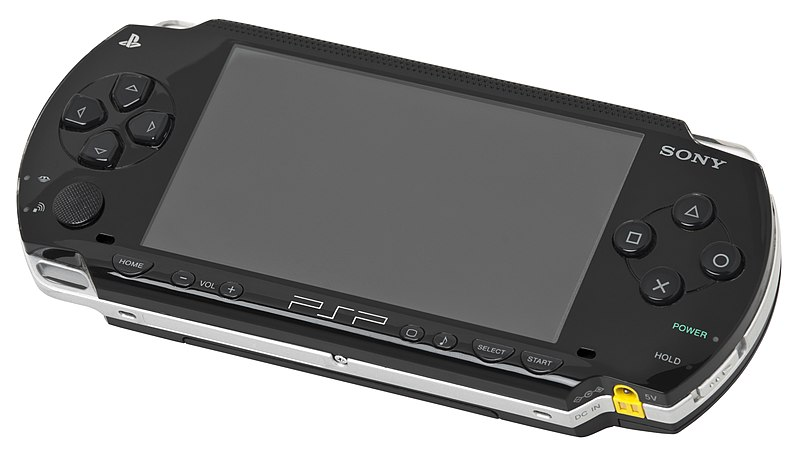 SONY
HOME
VOL
PSP
SELECT
START
POWER
HOLD
DC IN
5V